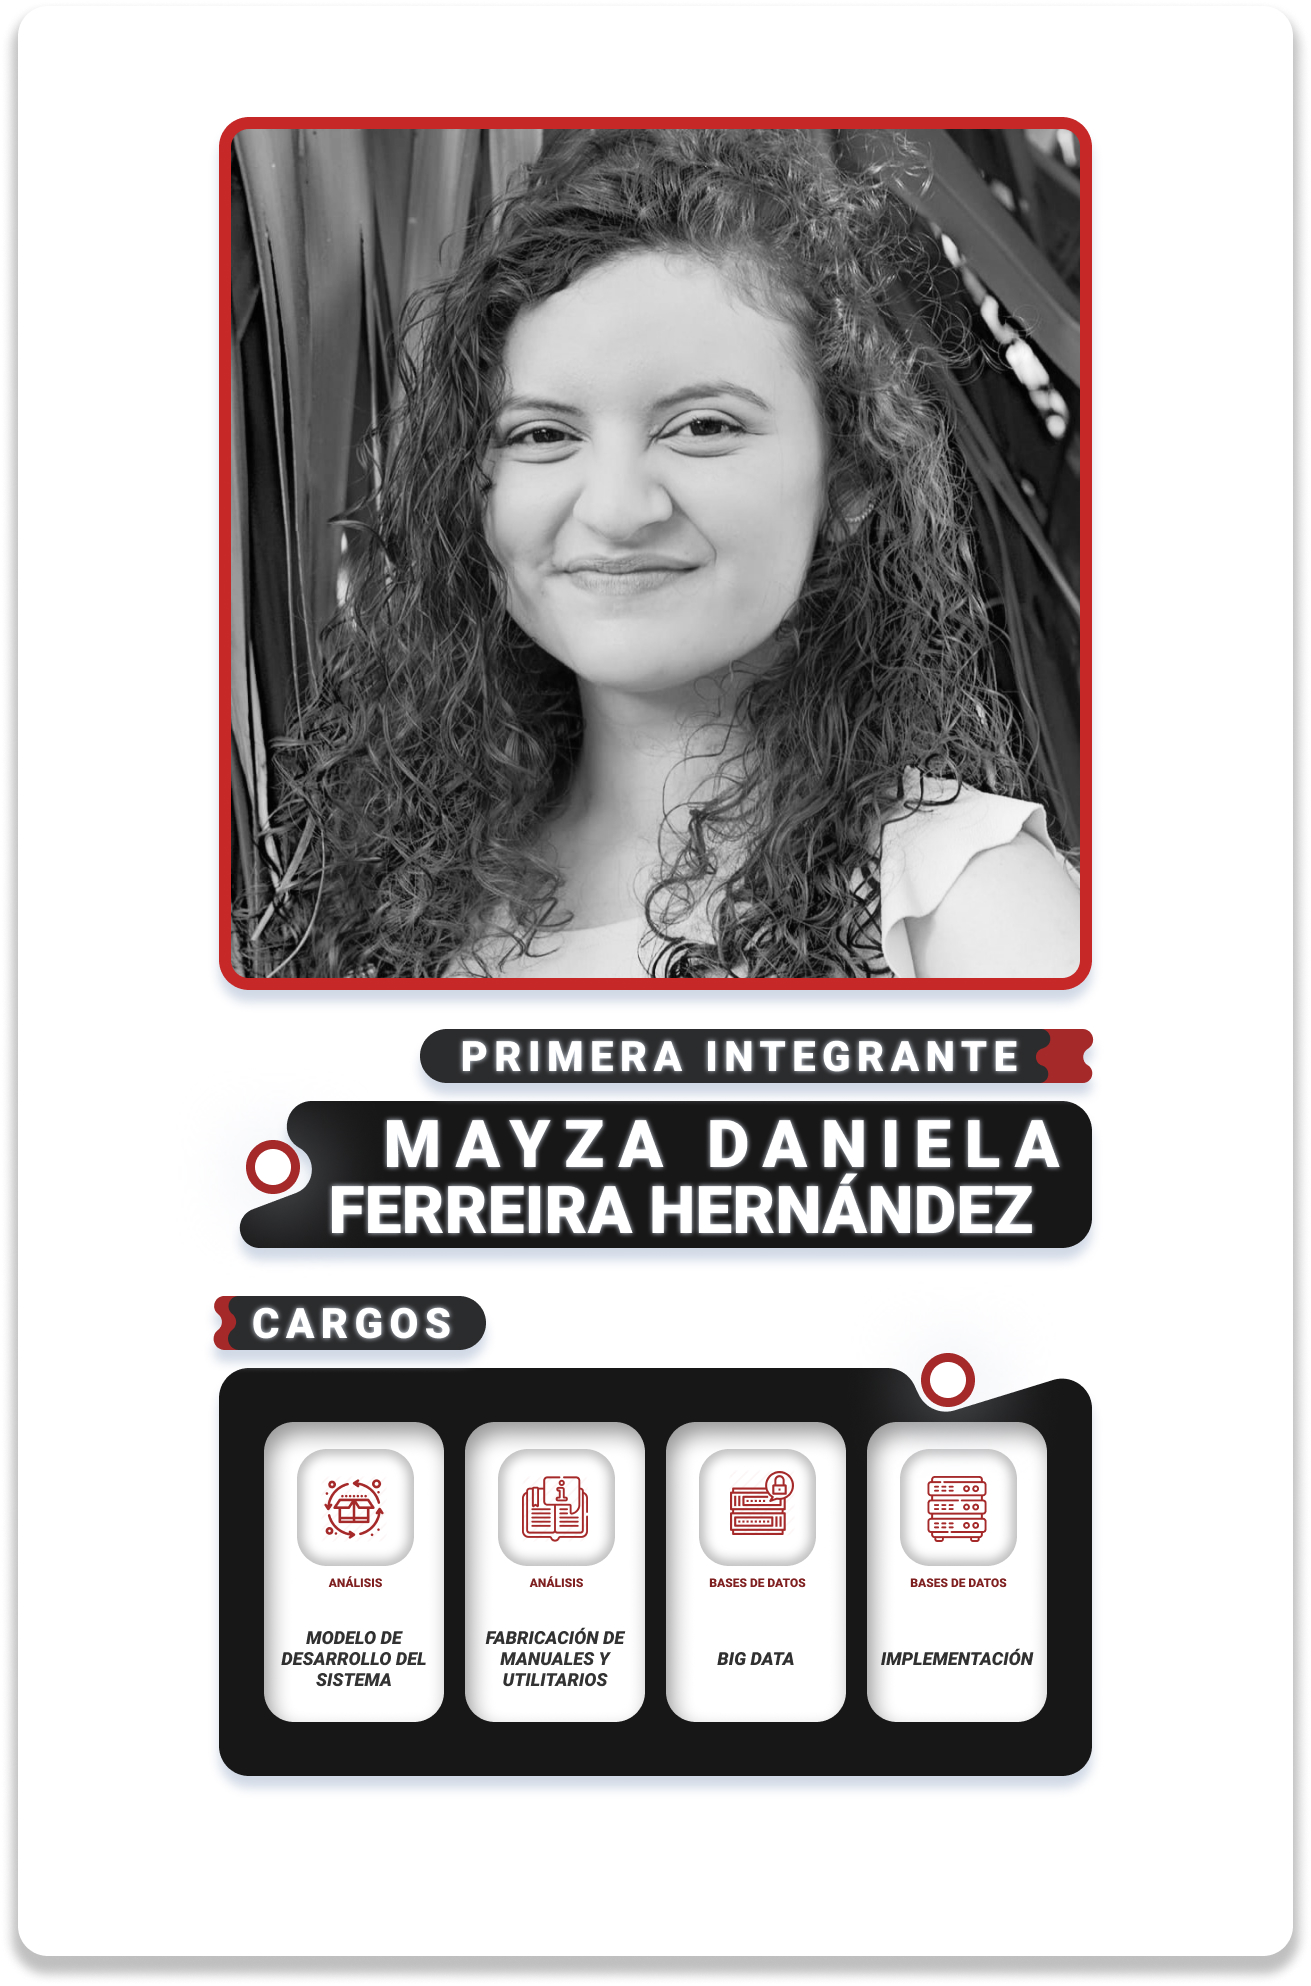 PRIMERA INTEGRANTE
MAYZA DANIELA
FERREIRA HERNÁNDEZ
CARGOS
ANÁLISIS
MODELO DE
DESARROLLO DEL
SISTEMA
ANÁLISIS
FABRICACIÓN DE
MANUALES Y
UTILITARIOS
BASES DE DATOS
BIG DATA
BASES DE DATOS
IMPLEMENTACIÓN